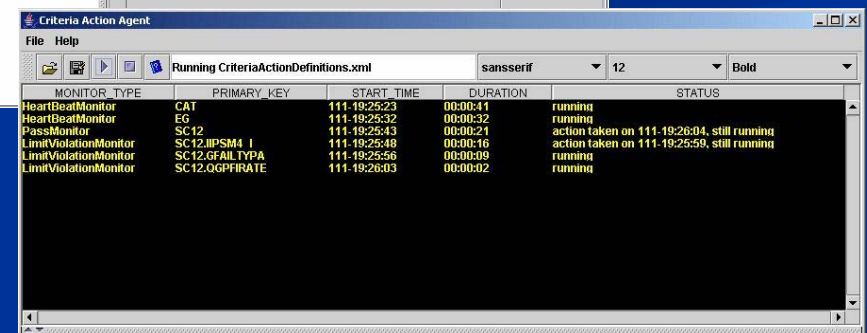 Criteria Action Agent
File Help
Running CriteriaActionDefinitions.xml sansserif 12 Bold
MONITOR_TYPE PRIMARY_KEY START_TIME DURATION STATUS
HeartBeatMonitor CAT 111-19:25:23 00:00:41 running
HeartBeatMonitor EG 111-19:25:32 00:00:32 running
PassMonitor SC12 111-19:25:43 00:00:21 action taken on 111-19:26:04, still running
LimitViolationMonitor SC12.IIPSM4_I 111-19:25:48 00:00:16 action taken on 111-19:25:59, still running
LimitViolationMonitor SC12.GFAILTYPA 111-19:25:56 00:00:09 running
LimitViolationMonitor SC12.QGPFIRATE 111-19:26:03 00:00:02 running